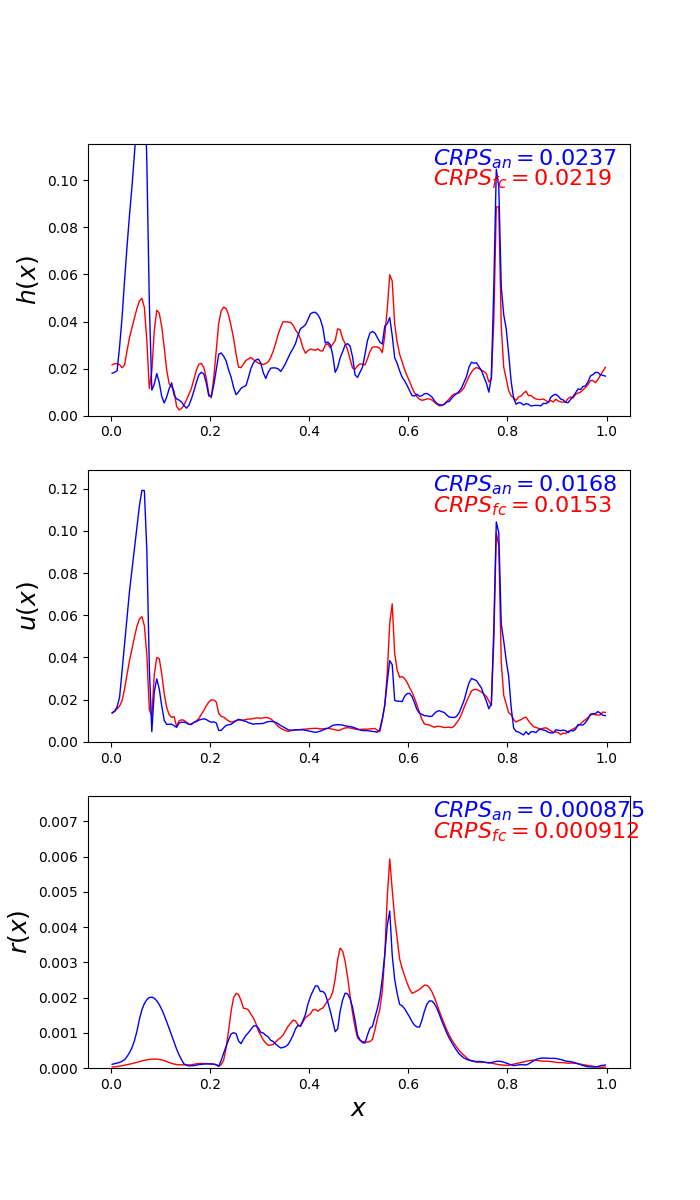 CRPS_an = 0.0237
CRPS_fc = 0.0219
h(x)
0.10
0.08
0.06
0.04
0.02
0.00
0.0 0.2 0.4 0.6 0.8 1.0
CRPS_an = 0.0168
CRPS_fc = 0.0153
u(x)
0.12
0.10
0.08
0.06
0.04
0.02
0.00
0.0 0.2 0.4 0.6 0.8 1.0
CRPS_an = 0.000875
CRPS_fc = 0.000912
r(x)
0.007
0.006
0.005
0.004
0.003
0.002
0.001
0.000
0.0 0.2 0.4 0.6 0.8 1.0
x